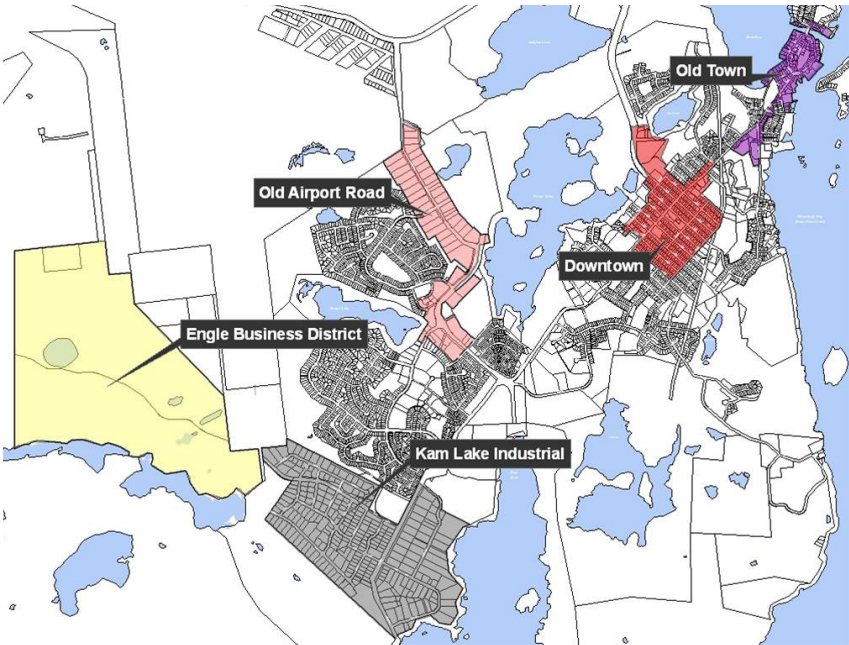 Old Town
Old Airport Road
Downtown
Engle Business District
Kam Lake Industrial